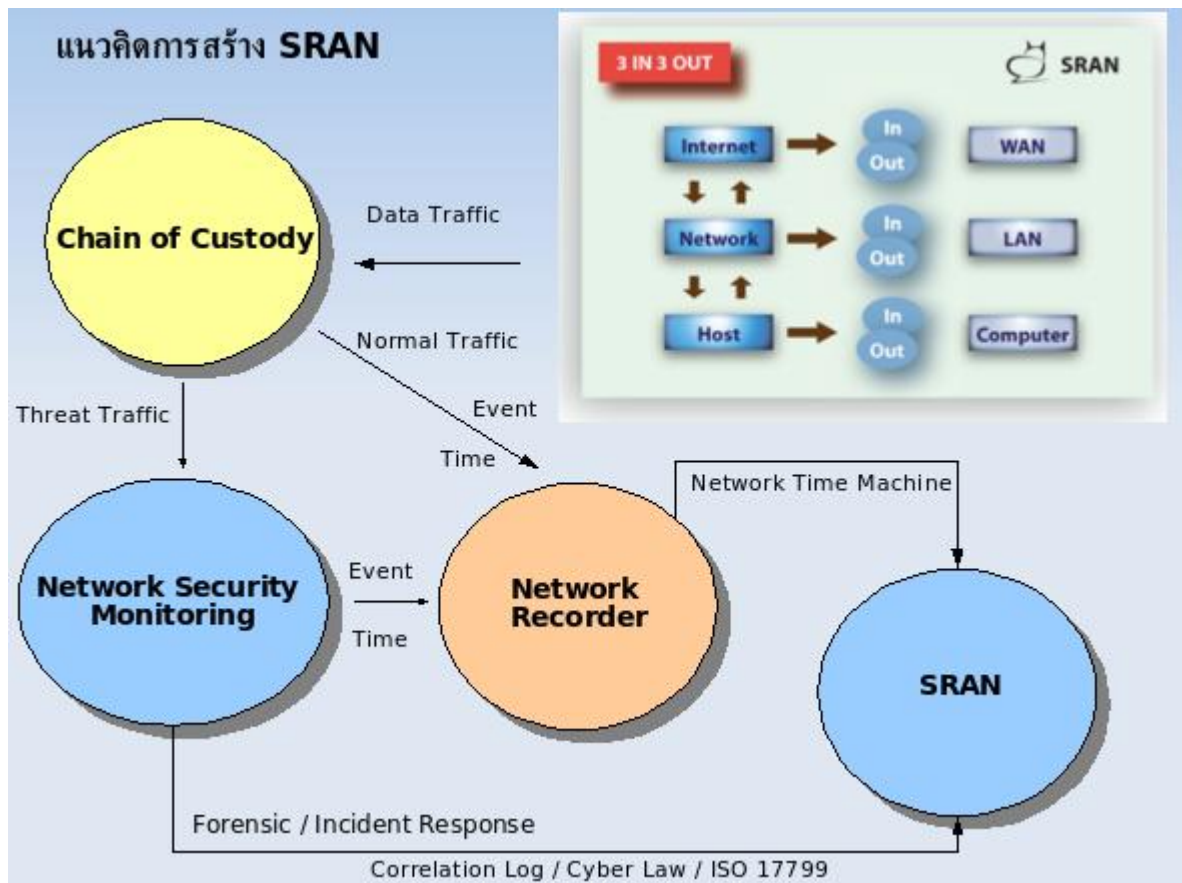 แนวคิดการสร้าง SRAN
3 IN 3 OUT
SRAN
Internet
In
Out
WAN
Network
In
Out
LAN
Host
In
Out
Computer
Chain of Custody
Data Traffic
Normal Traffic
Threat Traffic
Event
Time
Network Time Machine
Network Security
Monitoring
Event
Time
Network
Recorder
SRAN
Forensic / Incident Response
Correlation Log / Cyber Law / ISO 17799